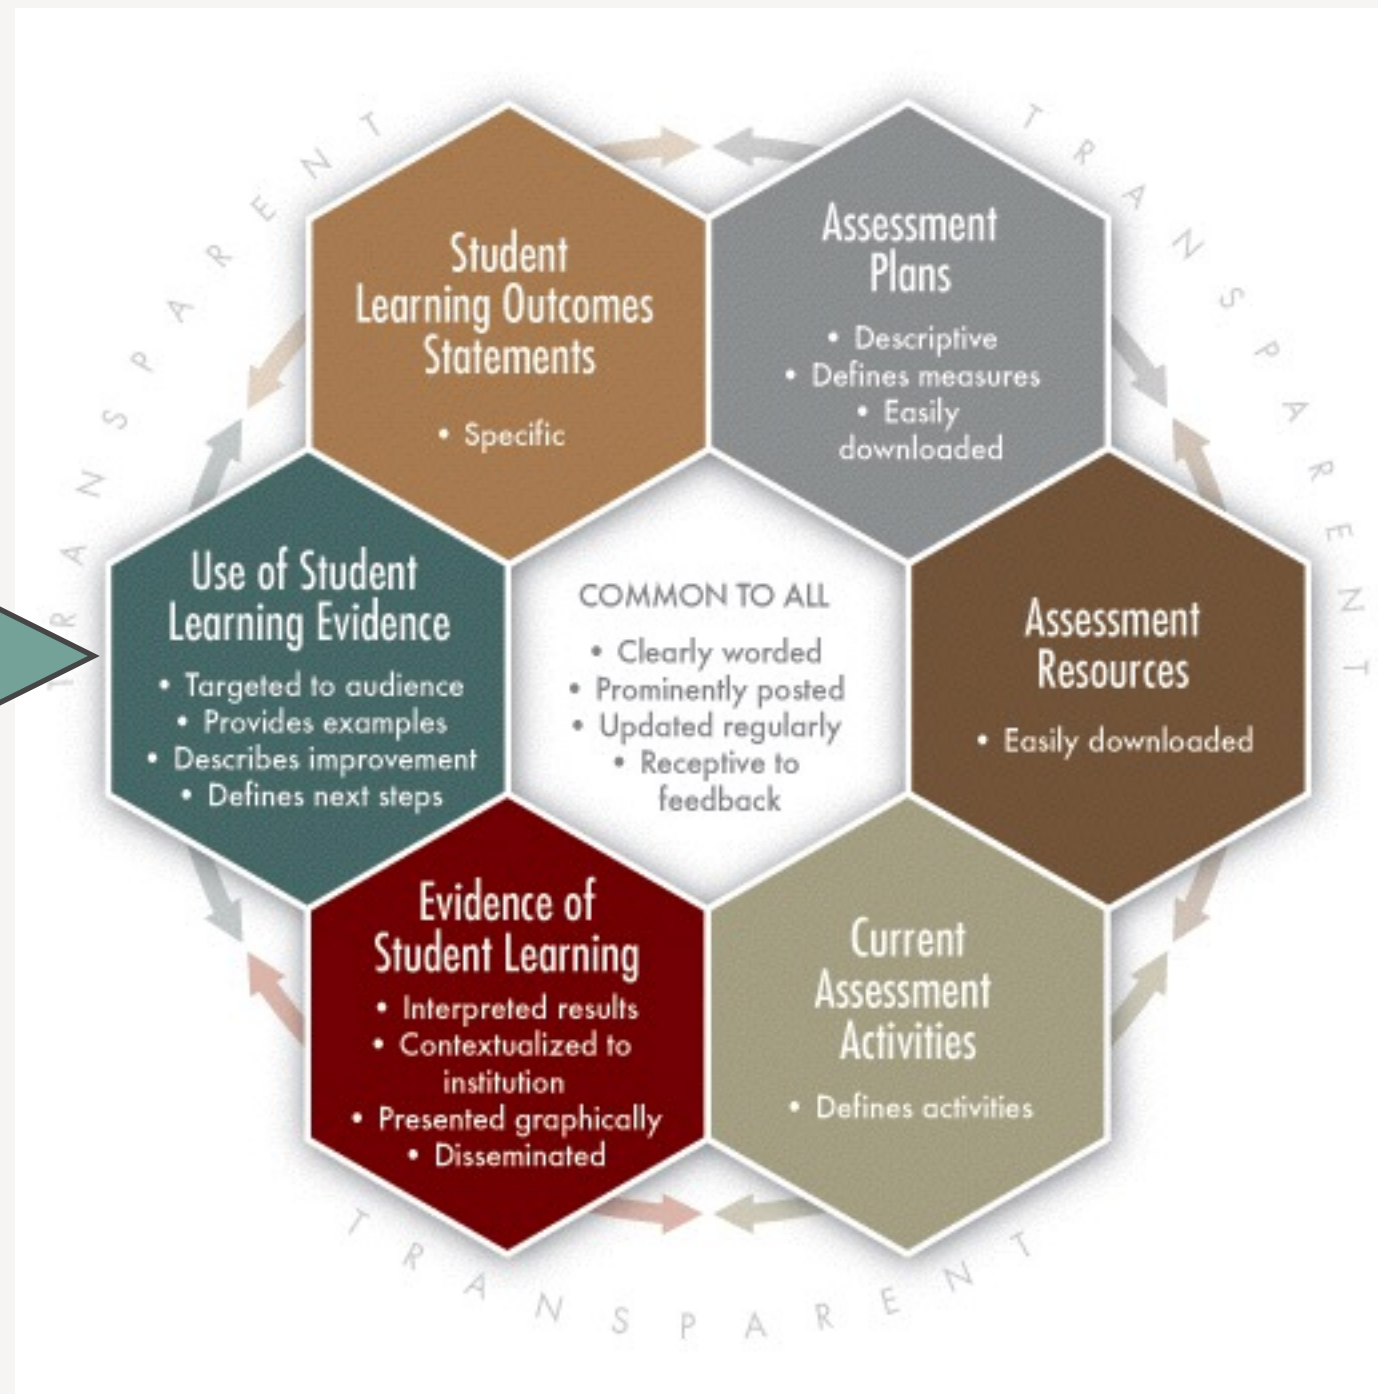 TRANSPARENT
TRANSPARENT
Student
Learning Outcomes
Statements
• Specific
Assessment
Plans
• Descriptive
• Defines measures
• Easily
downloaded
Use of Student
Learning Evidence
• Targeted to audience
• Provides examples
• Describes improvement
• Defines next steps
COMMON TO ALL
• Clearly worded
• Prominently posted
• Updated regularly
• Receptive to
feedback
Assessment
Resources
• Easily downloaded
Evidence of
Student Learning
• Interpreted results
• Contextualized to
institution
• Presented graphically
• Disseminated
Current
Assessment
Activities
• Defines activities
TRANSPARENT